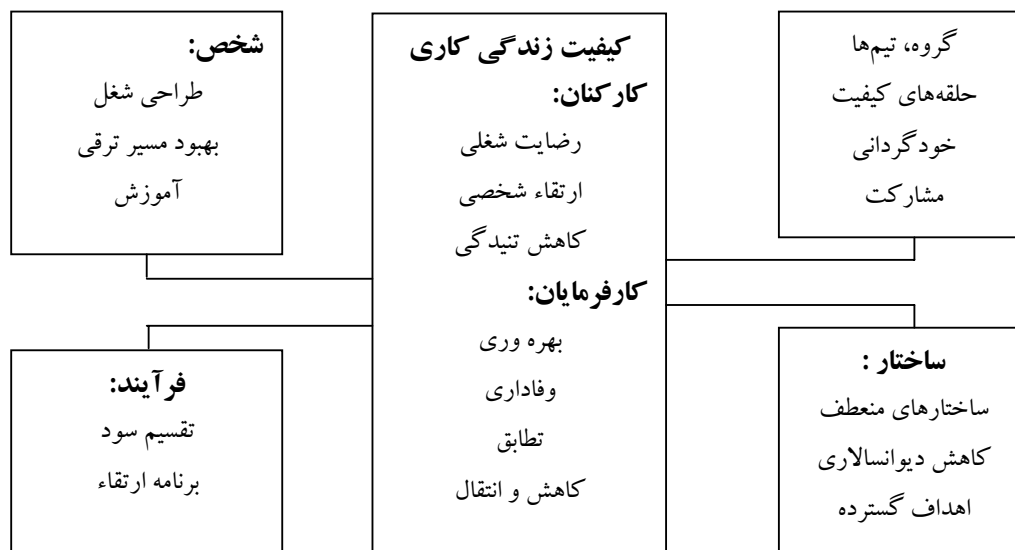 گروه، تیم‌ها
حلقه‌های کیفیت
خودگردانی
مشارکت
کیفیت زندگی کاری
کارکنان:
رضایت شغلی
ارتقاء شخصی
کاهش تنیدگی
کارفرمایان:
بهره وری
وفاداری
تطابق
کاهش و انتقال
شخص:
طراحی شغل
بهبود مسیر ترقی
آموزش
ساختار :
ساختارهای منعطف
کاهش دیوانسالاری
اهداف گسترده
فرآیند:
تقسیم سود
برنامه ارتقاء